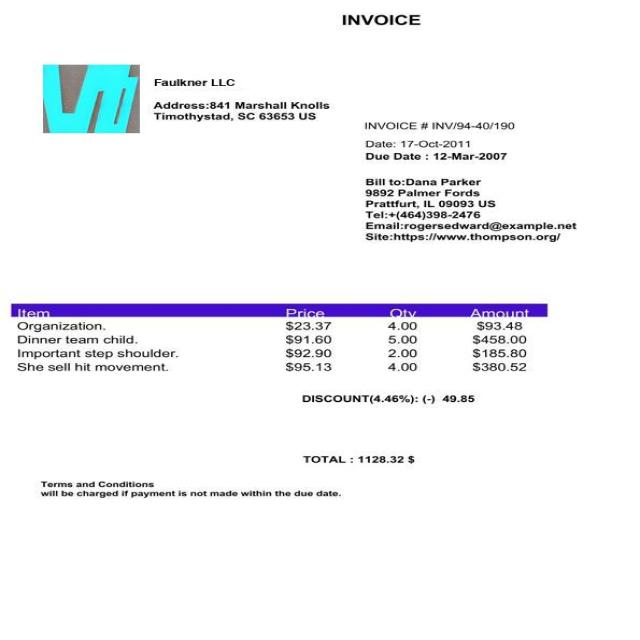 INVOICE
Faulkner LLC
Address:841 Marshall Knolls
Timothystad, SC 63653 US
INVOICE # INV/94-40/190
Date: 17-Oct-2011
Due Date : 12-Mar-2007
Bill to:Dana Parker
9892 Palmer Fords
Prattfurt, IL 09093 US
Tel:+(464)398-2476
Email:rogersedward@example.net
Site:https://www.thompson.org/
Item Price Qty Amount
Organization. $23.37 4.00 $93.48
Dinner team child. $91.60 5.00 $458.00
Important step shoulder. $92.90 2.00 $185.80
She sell hit movement. $95.13 4.00 $380.52
DISCOUNT(4.46%): (-) 49.85
TOTAL : 1128.32 $
Terms and Conditions
will be charged if payment is not made within the due date.